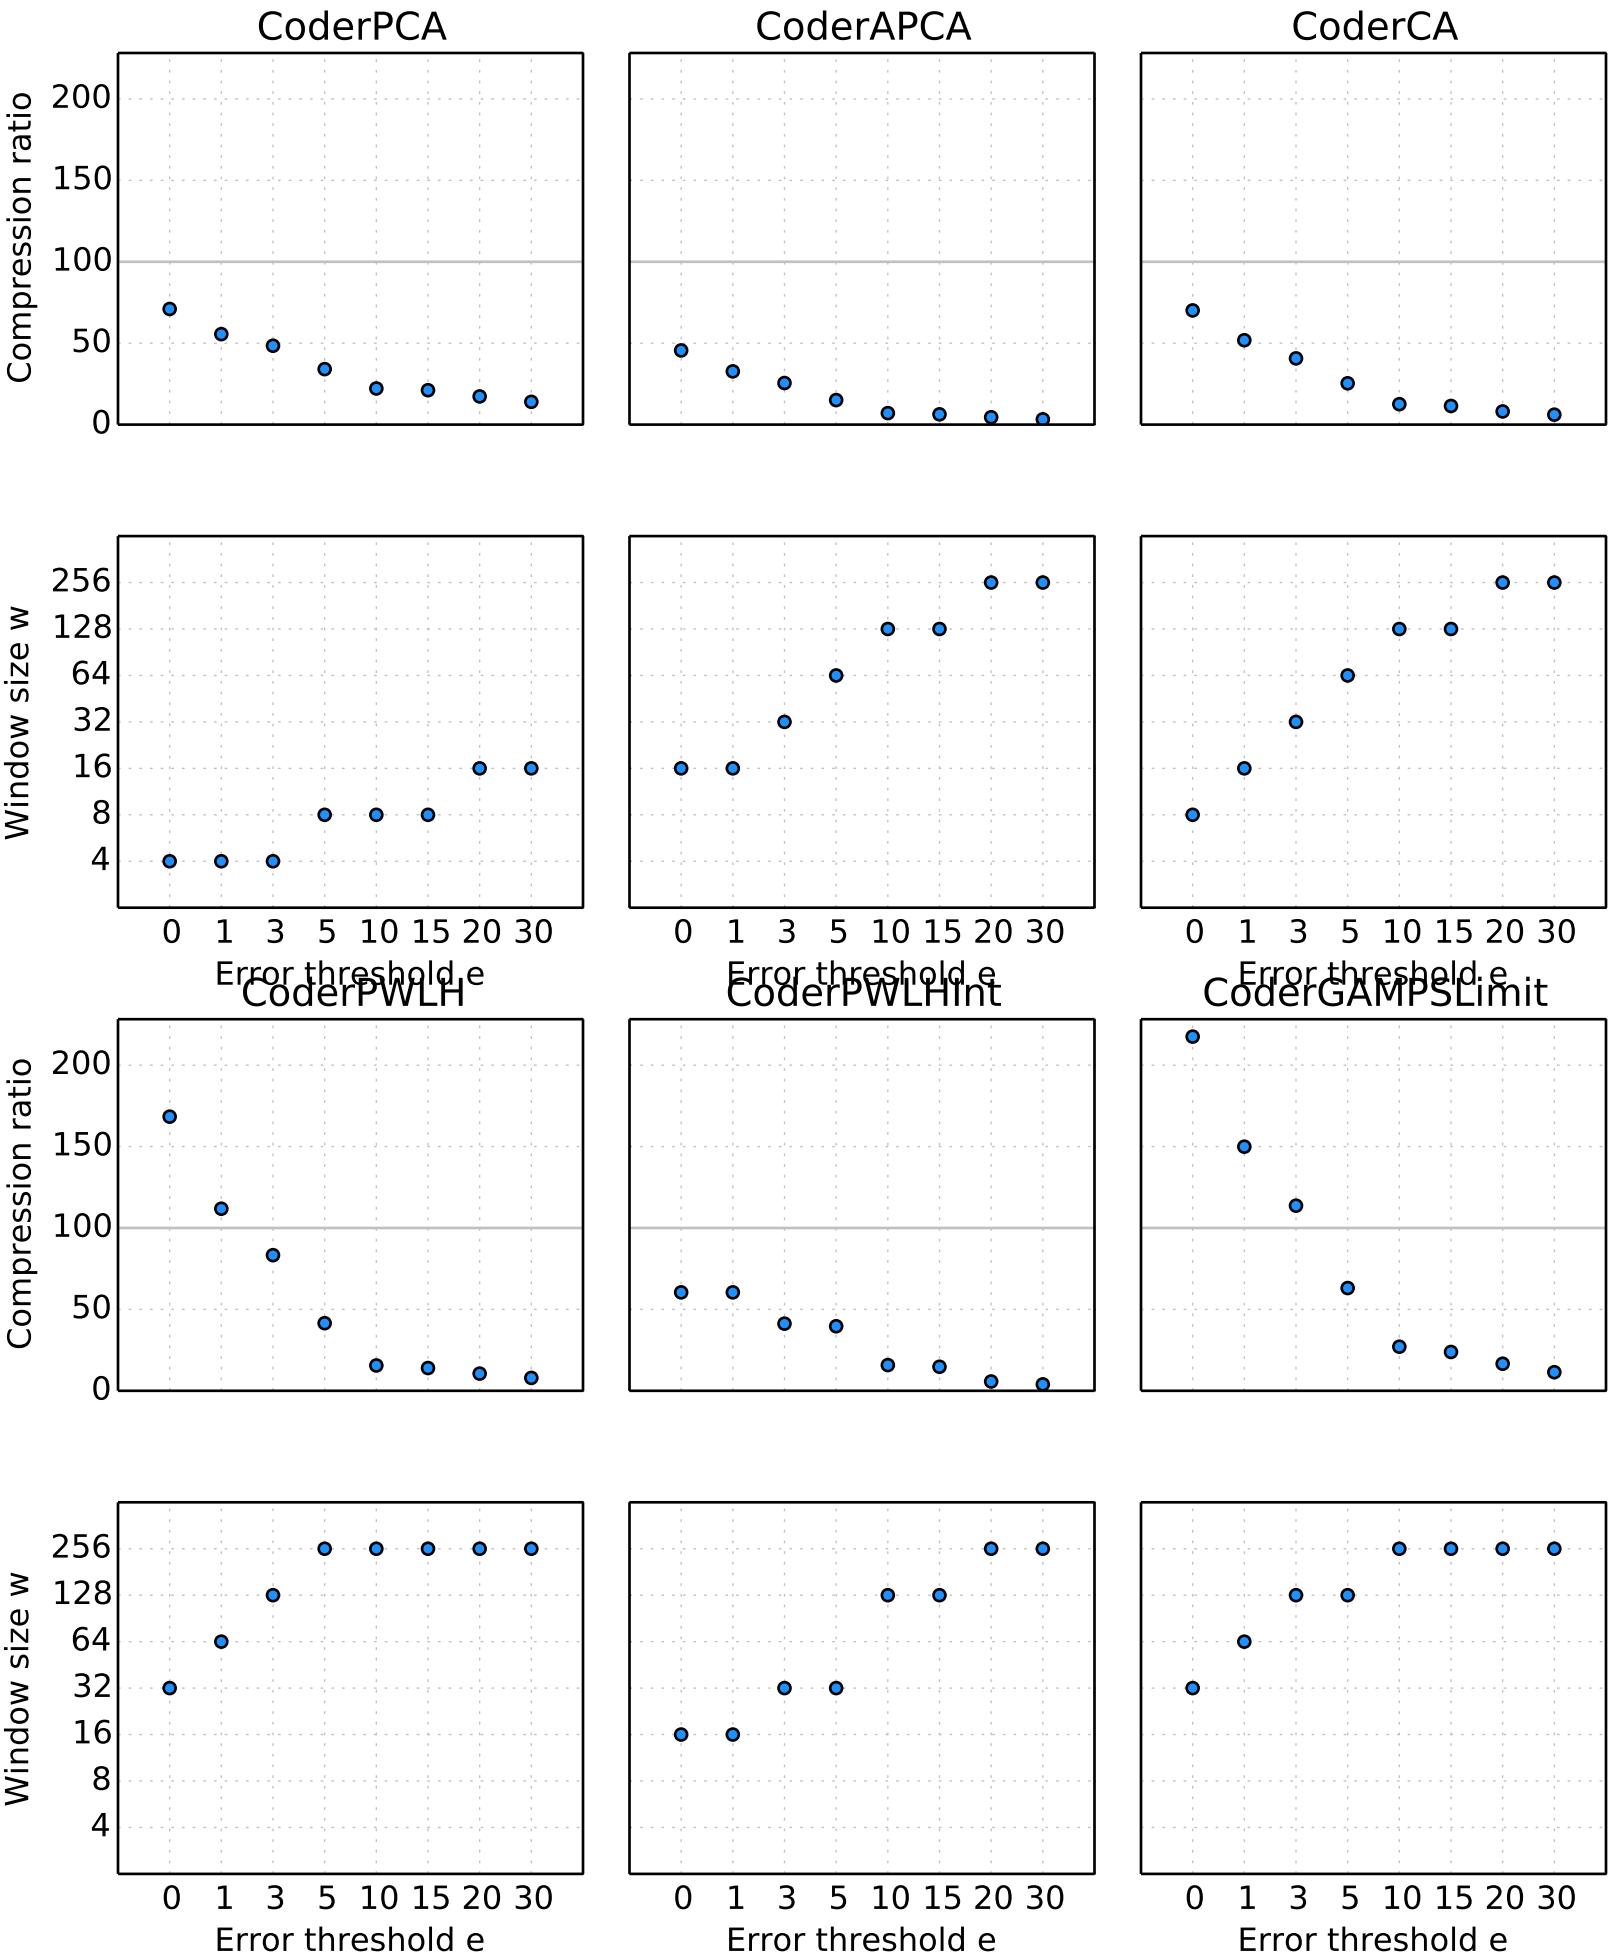 CoderPCA CoderAPCA CoderCA
Compression ratio
200
150
100
50
0
Window size w
256
128
64
32
16
8
4
0 1 3 5 10 15 20 30 0 1 3 5 10 15 20 30 0 1 3 5 10 15 20 30
Error threshold e Error threshold e Error threshold e
CoderPWLH CoderPWLHInt CoderGAMPSLimit
Compression ratio
200
150
100
50
0
Window size w
256
128
64
32
16
8
4
0 1 3 5 10 15 20 30 0 1 3 5 10 15 20 30 0 1 3 5 10 15 20 30
Error threshold e Error threshold e Error threshold e